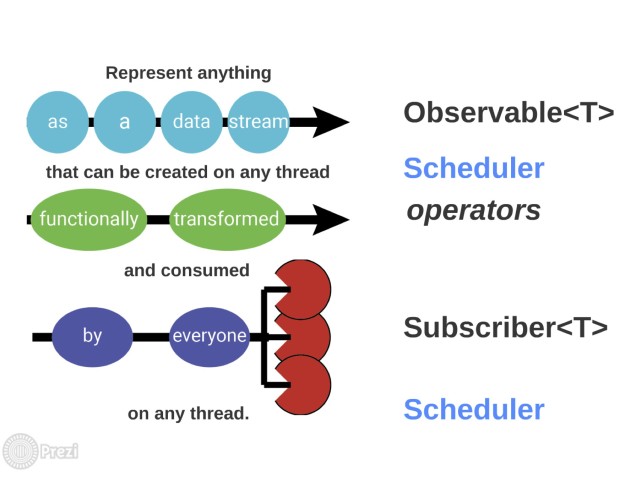 Represent anything
as a data stream
Observable<T>
that can be created on any thread
Scheduler
functionally transformed
operators
and consumed
by everyone
Subscriber<T>
on any thread.
Scheduler
Prezi